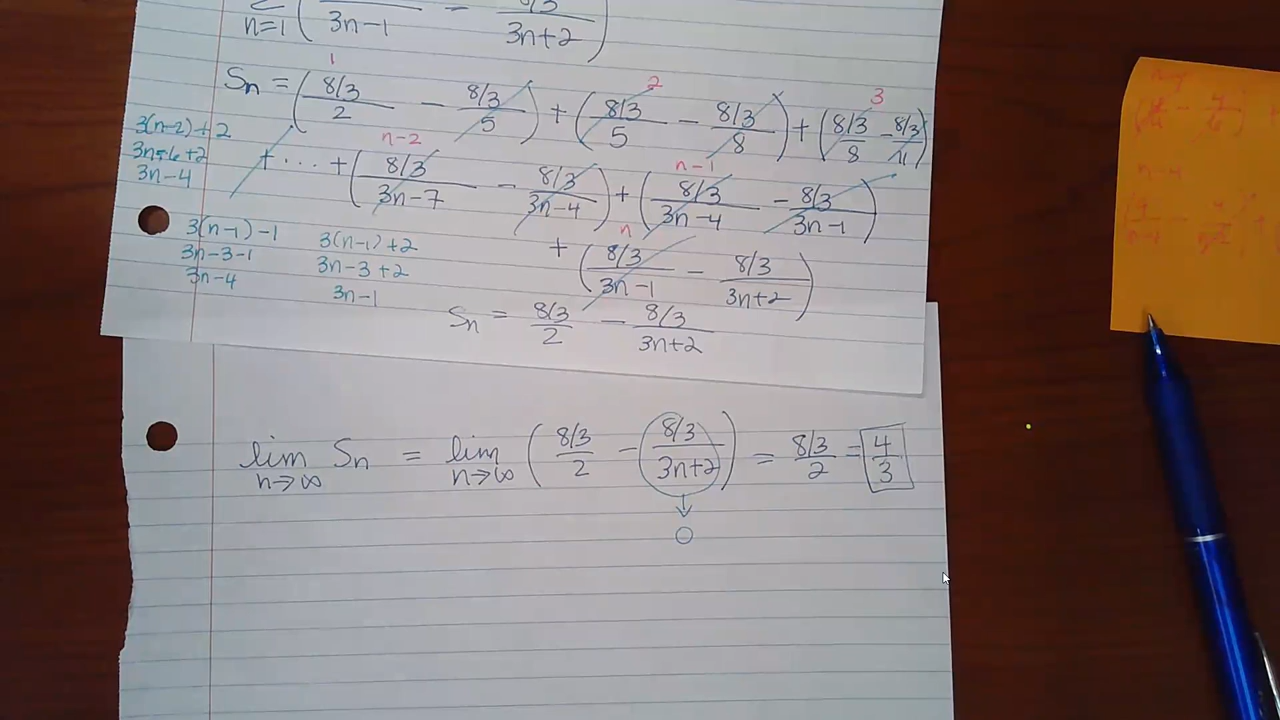 ∑ n=1 ( /3n-1 - 8/3/3n+2 )
1 2 3
Sn = ( 8/3/2 - 8/3/5 ) + ( 8/3/5 - 8/3/8 ) + ( 8/3/8 - 8/3/11 )
n-2 n-1
+ ... + ( 8/3/3n-7 - 8/3/3n-4 ) + ( 8/3/3n-4 - 8/3/3n-1 )
n
+ ( 8/3/3n-1 - 8/3/3n+2 )
Sn = 8/3/2 - 8/3/3n+2
3(n-2)+2
3n-6+2
3n-4
3(n-1)-1
3n-3-1
3n-4
3(n-1)+2
3n-3+2
3n-1
lim n→∞ Sn = lim n→∞ ( 8/3/2 - 8/3/3n+2 ) = 8/3/2 = 4/3
↓
0